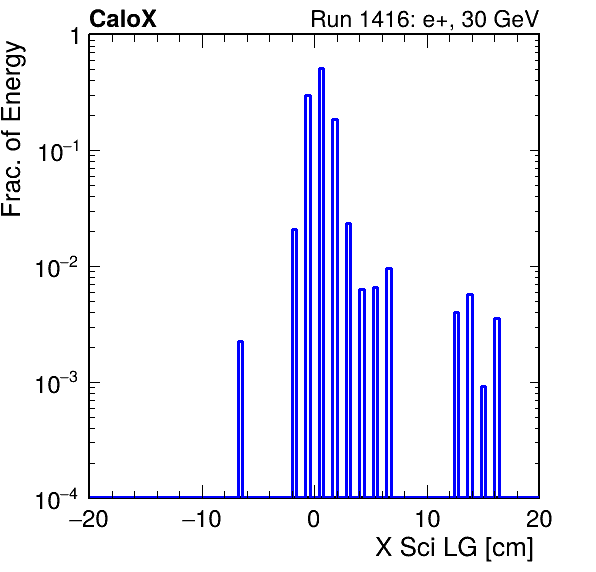 CaloX Run 1416: e+, 30 GeV
Frac. of Energy
1
10⁻¹
10⁻²
10⁻³
10⁻⁴
−20 −10 0 10 20
X Sci LG [cm]